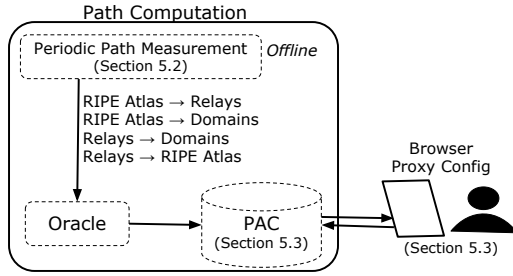 Path Computation
Periodic Path Measurement
(Section 5.2)
Offline
RIPE Atlas → Relays
RIPE Atlas → Domains
Relays → Domains
Relays → RIPE Atlas
Browser
Proxy Config
Oracle
PAC
(Section 5.3)
(Section 5.3)